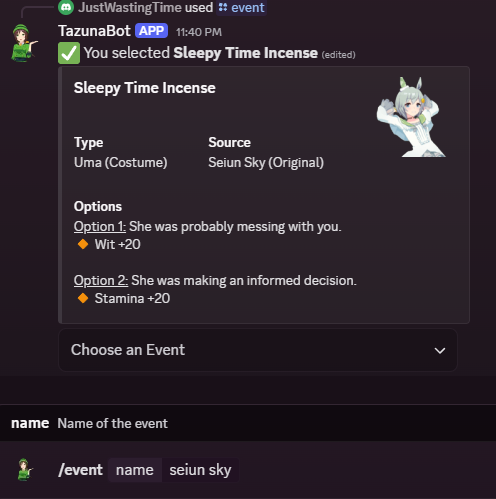 JustWastingTime used event
TazunaBot APP 11:40 PM
You selected Sleepy Time Incense (edited)
Sleepy Time Incense
Type Source
Uma (Costume) Seiun Sky (Original)
Options
Option 1: She was probably messing with you.
Wit +20
Option 2: She was making an informed decision.
Stamina +20
Choose an Event
name Name of the event
/event name seiun sky